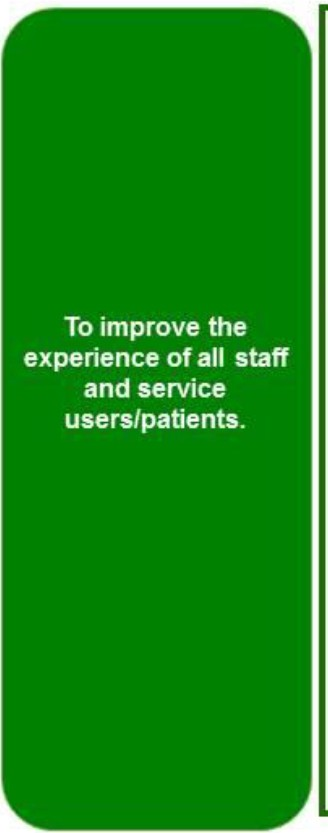 To improve the
experience of all staff
and service
users/patients.